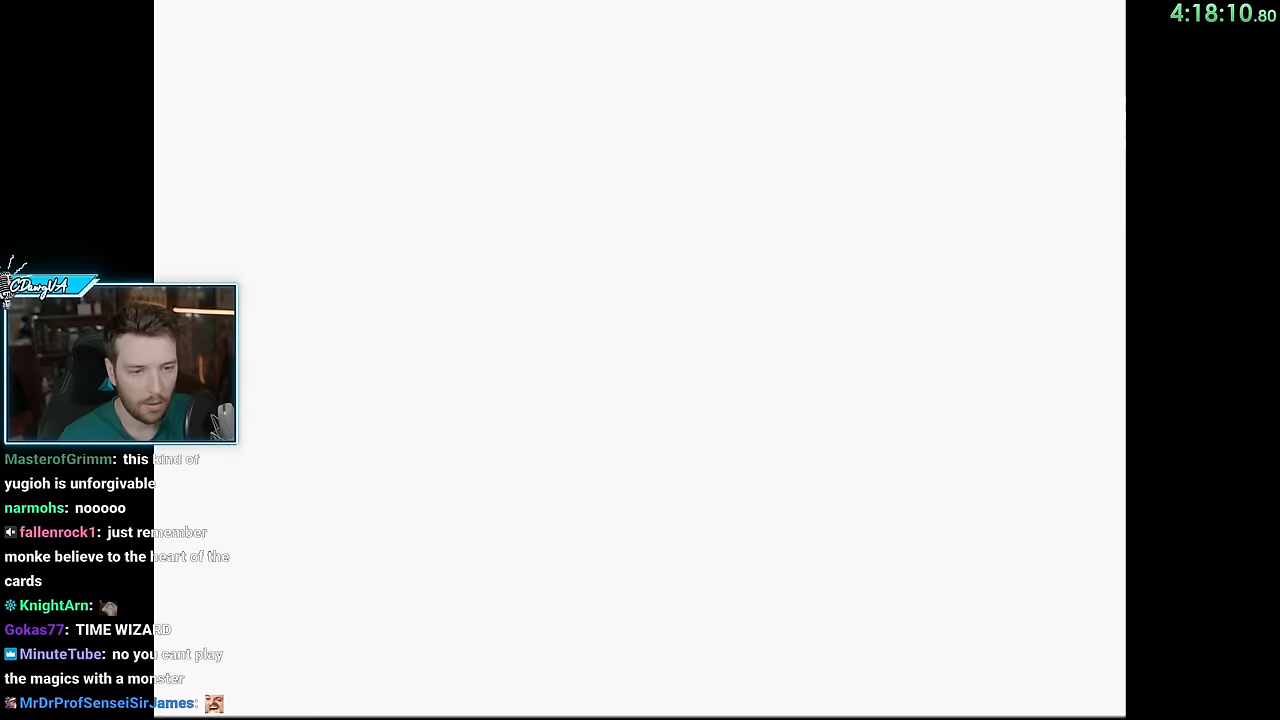 4:18:10.80
CDawgVA
MasterofGrimm: this kind of
yugioh is unforgivable
narmohs: nooooo
fallenrock1: just remember
monke believe to the heart of the
cards
KnightArn:
Gokas77: TIME WIZARD
MinuteTube: no you cant play
the magics with a monster
MrDrProfSenseiSirJames: